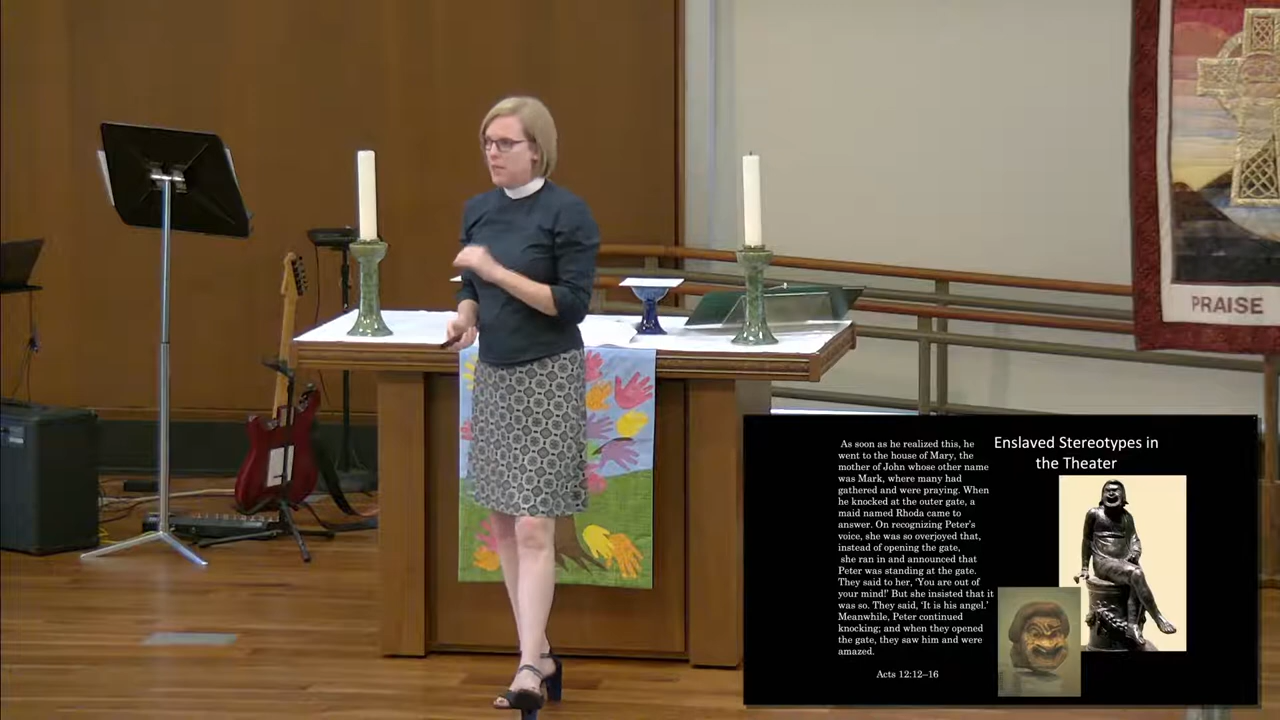 As soon as he realized this, he
went to the house of Mary, the
mother of John whose other name
was Mark, where many had
gathered and were praying. When
he knocked at the outer gate, a
maid named Rhoda came to
answer. On recognizing Peter's
voice, she was so overjoyed that,
instead of opening the gate,
she ran in and announced that
Peter was standing at the gate.
They said to her, ‘You are out of
your mind!’ But she insisted that it
was so. They said, ‘It is his angel.’
Meanwhile, Peter continued
knocking; and when they opened
the gate, they saw him and were
amazed.
Acts 12:12–16
Enslaved Stereotypes in
the Theater
PRAISE